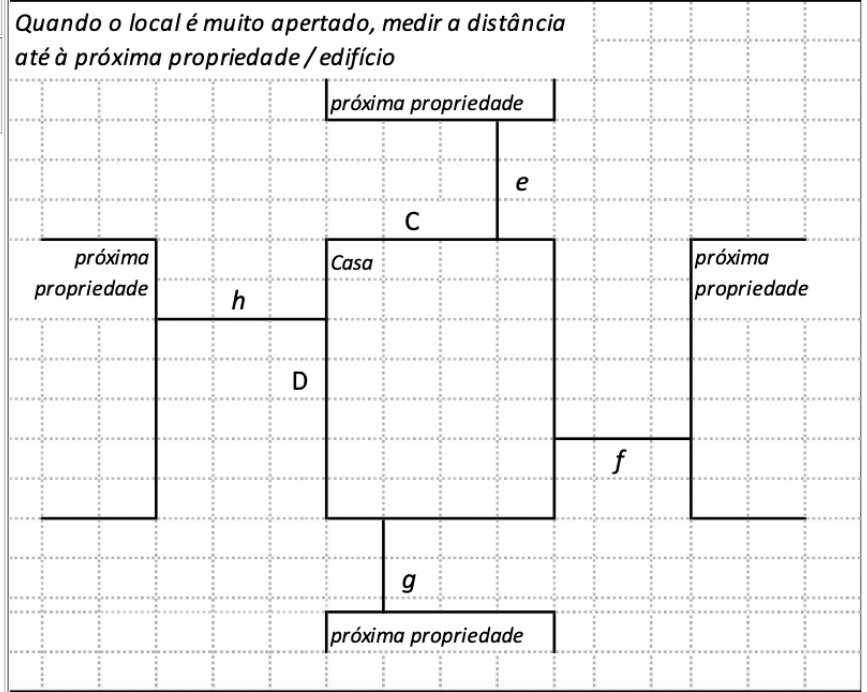 Quando o local é muito apertado, medir a distância
até à próxima propriedade / edifício
próxima propriedade
e
C
próxima
propriedade
Casa
próxima
propriedade
h
D
f
g
próxima propriedade